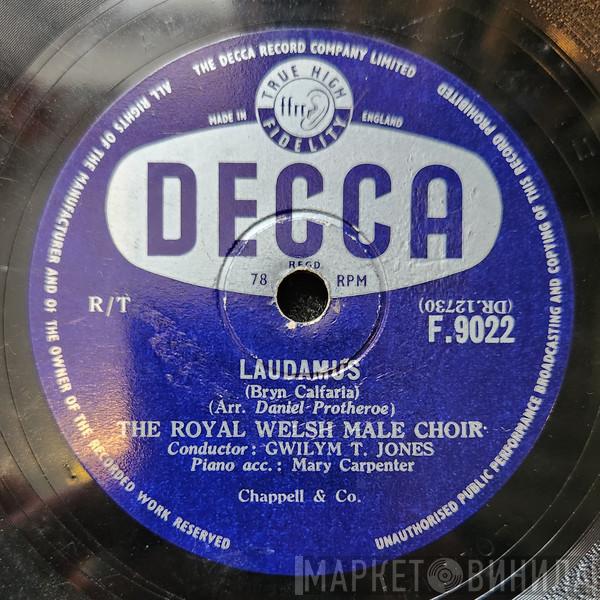 ALL RIGHTS OF THE MANUFACTURER AND OF THE OWNER OF THE RECORDED WORK RESERVED
THE DECCA RECORD COMPANY LIMITED
UNAUTHORISED PUBLIC PERFORMANCE BROADCASTING AND COPYING OF THIS RECORD PROHIBITED
TRUE HIGH
ffrr
FIDELITY
MADE IN
ENGLAND
DECCA
REGD
78 RPM
R/T
(DR.12730)
F.9022
LAUDAMUS
(Bryn Calfaria)
(Arr. Daniel Protheroe)
THE ROYAL WELSH MALE CHOIR
Conductor: GWILYM T. JONES
Piano acc.: Mary Carpenter
Chappell & Co.
МАРКЕТ ВИНИЛ